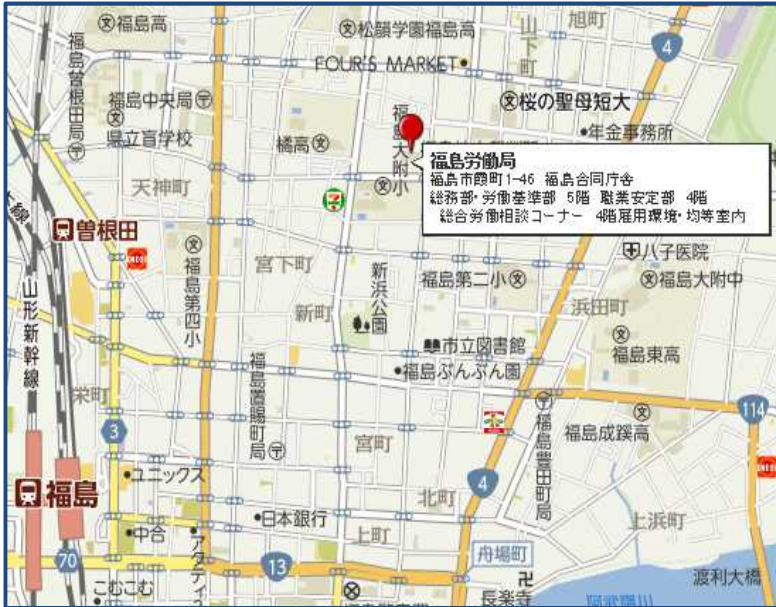 福島高
松韻学園福島高
山下町
旭町
4
福島曽根田局
FOUR'S MARKET
福島中央局
県立盲学校
橘高
福島大附小
桜の聖母短大
年金事務所
福島労働局
福島市霞町1-46 福島合同庁舎
総務部・労働基準部 5階 職業安定部 4階
総合労働相談コーナー 4階雇用環境・均等室内
天神町
曽根田
福島第四小
宮下町
新浜公園
福島第二小
八子医院
福島大附中
浜田町
新町
山形新幹線
市立図書館
福島東高
福島ぶんぶん園
栄町
福島置賜町局
114
3
宮町
福島豊田町局
福島成蹊高
ユニックス
福島
北町
4
日本銀行
上浜町
中合
上町
舟場町
70
13
渡利大橋
こむこむ
長楽寺
阿武隈川